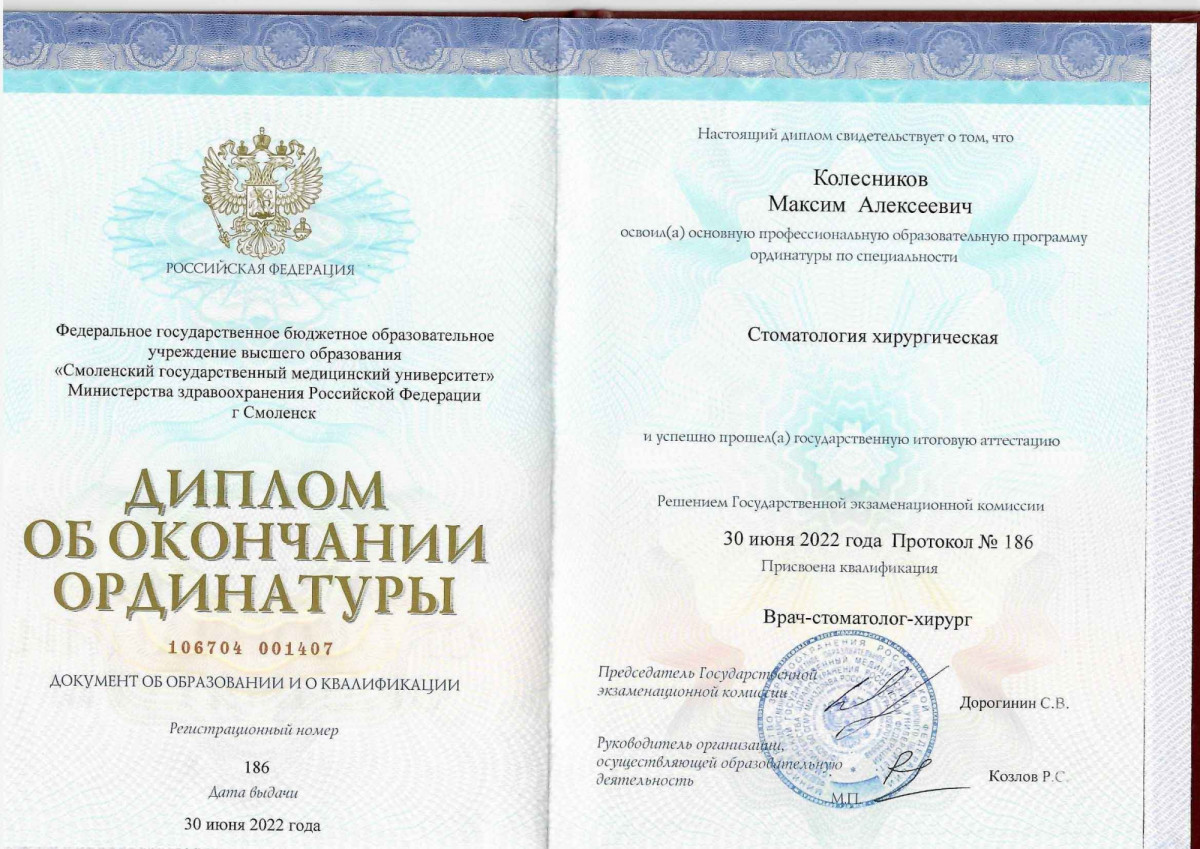 РОССИЙСКАЯ ФЕДЕРАЦИЯ
Федеральное государственное бюджетное образовательное
учреждение высшего образования
«Смоленский государственный медицинский университет»
Министерства здравоохранения Российской Федерации
г Смоленск
ДИПЛОМ
ОБ ОКОНЧАНИИ
ОРДИНАТУРЫ
106704 001407
ДОКУМЕНТ ОБ ОБРАЗОВАНИИ И О КВАЛИФИКАЦИИ
Регистрационный номер
186
Дата выдачи
30 июня 2022 года
Настоящий диплом свидетельствует о том, что
Колесников
Максим Алексеевич
освоил(а) основную профессиональную образовательную программу
ординатуры по специальности
Стоматология хирургическая
и успешно прошел(а) государственную итоговую аттестацию
Решением Государственной экзаменационной комиссии
30 июня 2022 года Протокол № 186
Присвоена квалификация
Врач-стоматолог-хирург
Председатель Государственной
экзаменационной комиссии
Дорогинин С.В.
Руководитель организации,
осуществляющей образовательную
деятельность
Козлов Р.С.
М.П.